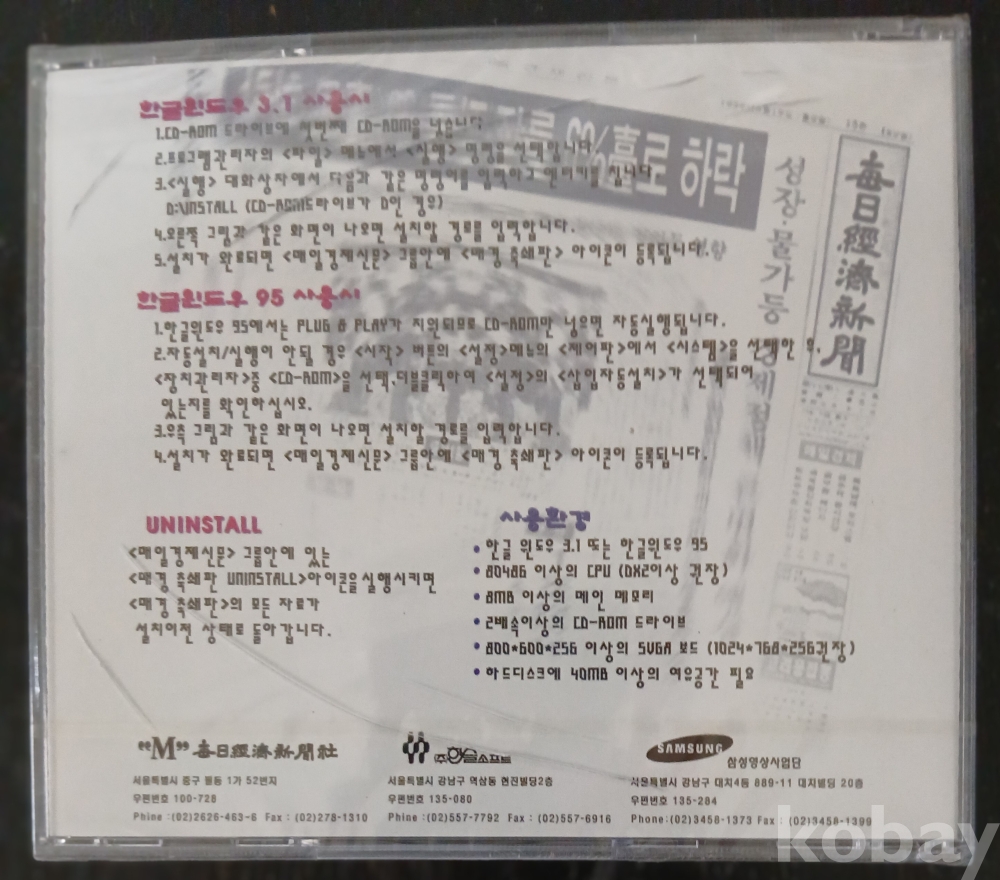 한글윈도우 3.1 사용시
1.CD-ROM 드라이브에 첫번째 CD-ROM을 넣습니다
2.프로그램관리자의 <파일> 메뉴에서 <실행> 명령을 선택합니다.
3.<실행> 대화상자에서 다음과 같은 명령어를 입력하고 엔터키를 칩니다
D:\INSTALL (CD-ROM드라이브가 D인 경우)
4.오른쪽 그림과 같은 화면이 나오면 설치할 경로를 입력합니다.
5.설치가 완료되면 <매일경제신문> 그룹안에 <매경 축쇄판> 아이콘이 등록됩니다.
한글윈도우 95 사용시
1.한글윈도우 95에서는 PLUG & PLAY가 지원되므로 CD-ROM만 넣으면 자동실행됩니다.
2.자동설치/실행이 안될 경우 <시작> 버튼의 <설정>메뉴의 <제어판>에서 <시스템>을 선택한 후,
<장치관리자>중 <CD-ROM>을 선택,더블클릭하여 <설정>의 <삽입자동설치>가 선택되어
있는지를 확인하십시오.
3.우측 그림과 같은 화면이 나오면 설치할 경로를 입력합니다.
4.설치가 완료되면 <매일경제신문> 그룹안에 <매경 축쇄판> 아이콘이 등록됩니다.
로 하락
성장·물가등
每日經濟新聞
UNINSTALL
<매일경제신문> 그룹안에 있는
<매경 축쇄판 UNINSTALL>아이콘을실행시키면
<매경 축쇄판>의 모든 자료가
설치이전 상태로 돌아갑니다.
사용환경
• 한글 윈도우 3.1 또는 한글윈도우 95
• 80486 이상의 CPU (DX2이상 권장)
• 8MB 이상의 메인 메모리
• 2배속이상의 CD-ROM 드라이브
• 800*600*256 이상의 SVGA 보드 (1024*768*256권장)
• 하드디스크에 40MB 이상의 여유공간 필요
"M" 每日經濟新聞社
서울특별시 중구 필동 1가 52번지
우편번호 100-728
Phine :(02)2626-463-6 Fax : (02)278-1310
주)한글소프트
서울특별시 강남구 역삼동 현진빌딩2층
우편번호 135-080
Phine : (02)557-7792 Fax : (02)557-6916
SAMSUNG
삼성영상사업단
서울특별시 강남구 대치4동 889-11 대치빌딩 20층
우편번호 135-284
Phone:(02)3458-1373 Fax : (02)3458-1399
kobay